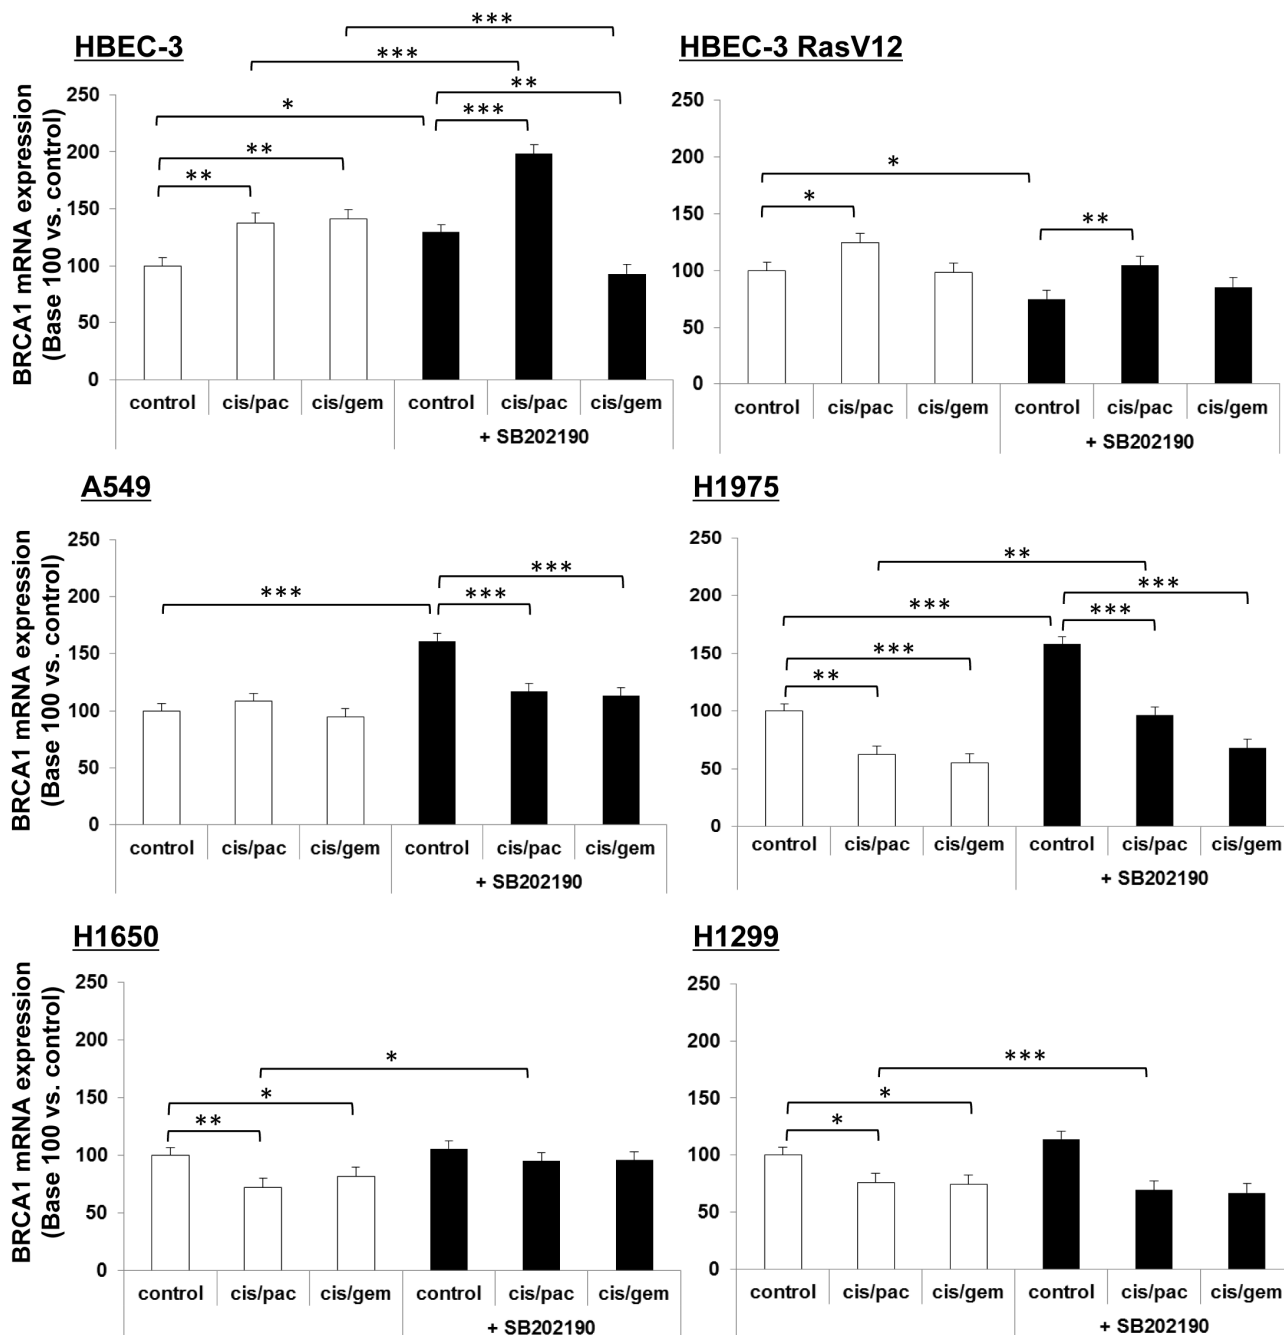 HBEC-3
BRCA1 mRNA expression
(Base 100 vs. control)
250
200
150
100
50
0
***
***
**
*
***
**
**
control cis/pac cis/gem control cis/pac cis/gem
+ SB202190
HBEC-3 RasV12
250
200
150
100
50
0
*
*
**
control cis/pac cis/gem control cis/pac cis/gem
+ SB202190
A549
BRCA1 mRNA expression
(Base 100 vs. control)
250
200
150
100
50
0
***
***
***
control cis/pac cis/gem control cis/pac cis/gem
+ SB202190
H1975
250
200
150
100
50
0
**
***
***
***
***
**
control cis/pac cis/gem control cis/pac cis/gem
+ SB202190
H1650
BRCA1 mRNA expression
(Base 100 vs. control)
250
200
150
100
50
0
*
*
**
control cis/pac cis/gem control cis/pac cis/gem
+ SB202190
H1299
250
200
150
100
50
0
***
*
*
control cis/pac cis/gem control cis/pac cis/gem
+ SB202190